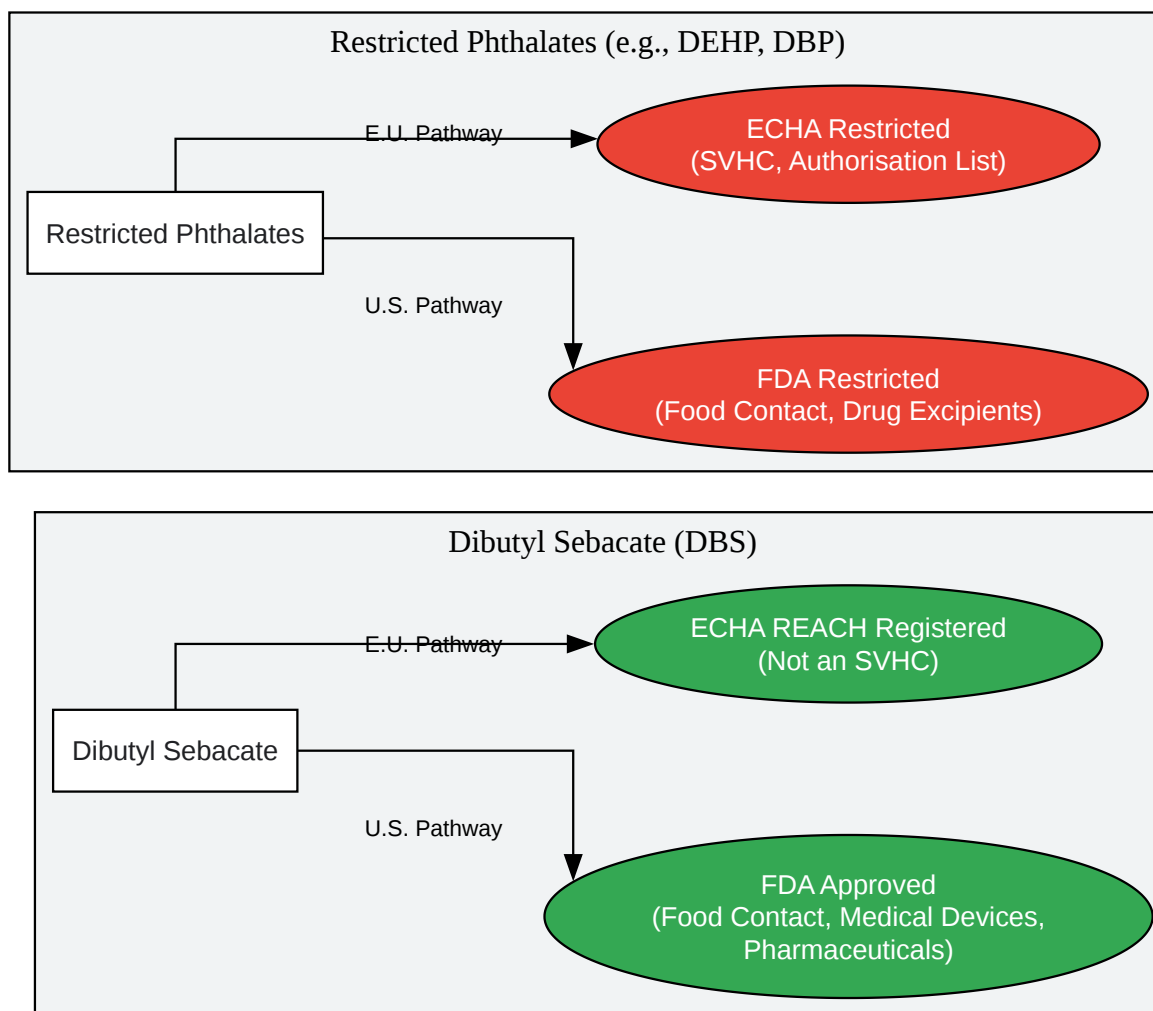 Restricted Phthalates (e.g., DEHP, DBP)
E.U. Pathway
ECHA Restricted
(SVHC, Authorisation List)
Restricted Phthalates
U.S. Pathway
FDA Restricted
(Food Contact, Drug Excipients)
Dibutyl Sebacate (DBS)
E.U. Pathway
ECHA REACH Registered
(Not an SVHC)
Dibutyl Sebacate
U.S. Pathway
FDA Approved
(Food Contact, Medical Devices,
Pharmaceuticals)